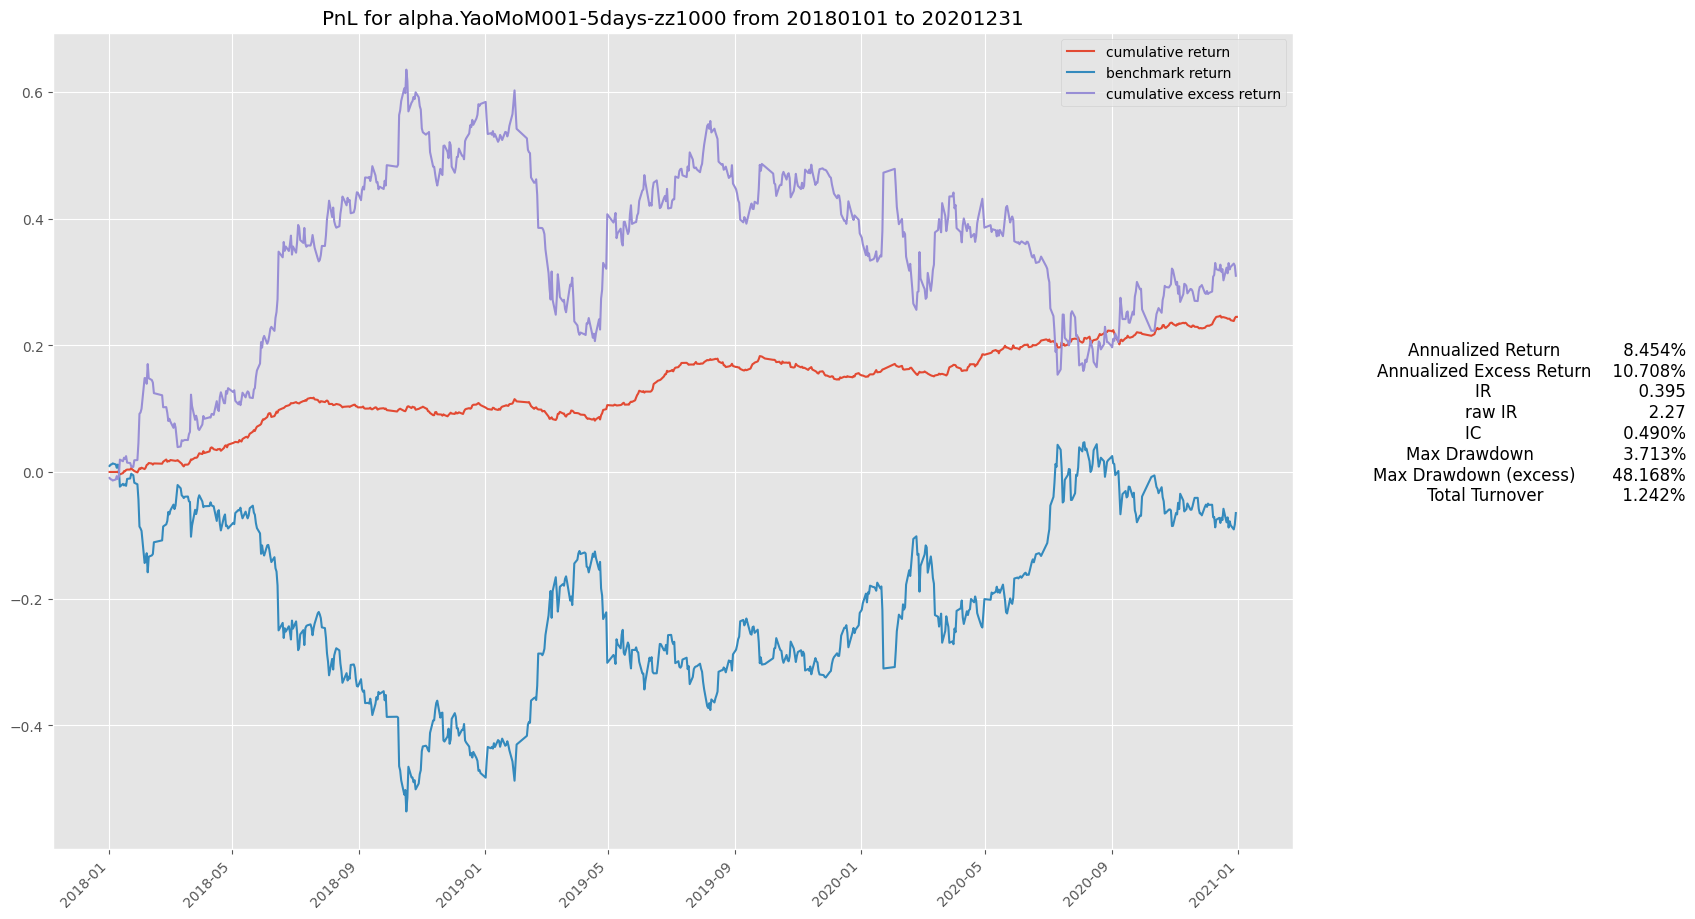 PnL for alpha.YaoMoM001-5days-zz1000 from 20180101 to 20201231
cumulative return
benchmark return
cumulative excess return
0.6
0.4
0.2
0.0
−0.2
−0.4
2018-01
2018-05
2018-09
2019-01
2019-05
2019-09
2020-01
2020-05
2020-09
2021-01
Annualized Return 8.454%
Annualized Excess Return 10.708%
IR 0.395
raw IR 2.27
IC 0.490%
Max Drawdown 3.713%
Max Drawdown (excess) 48.168%
Total Turnover 1.242%